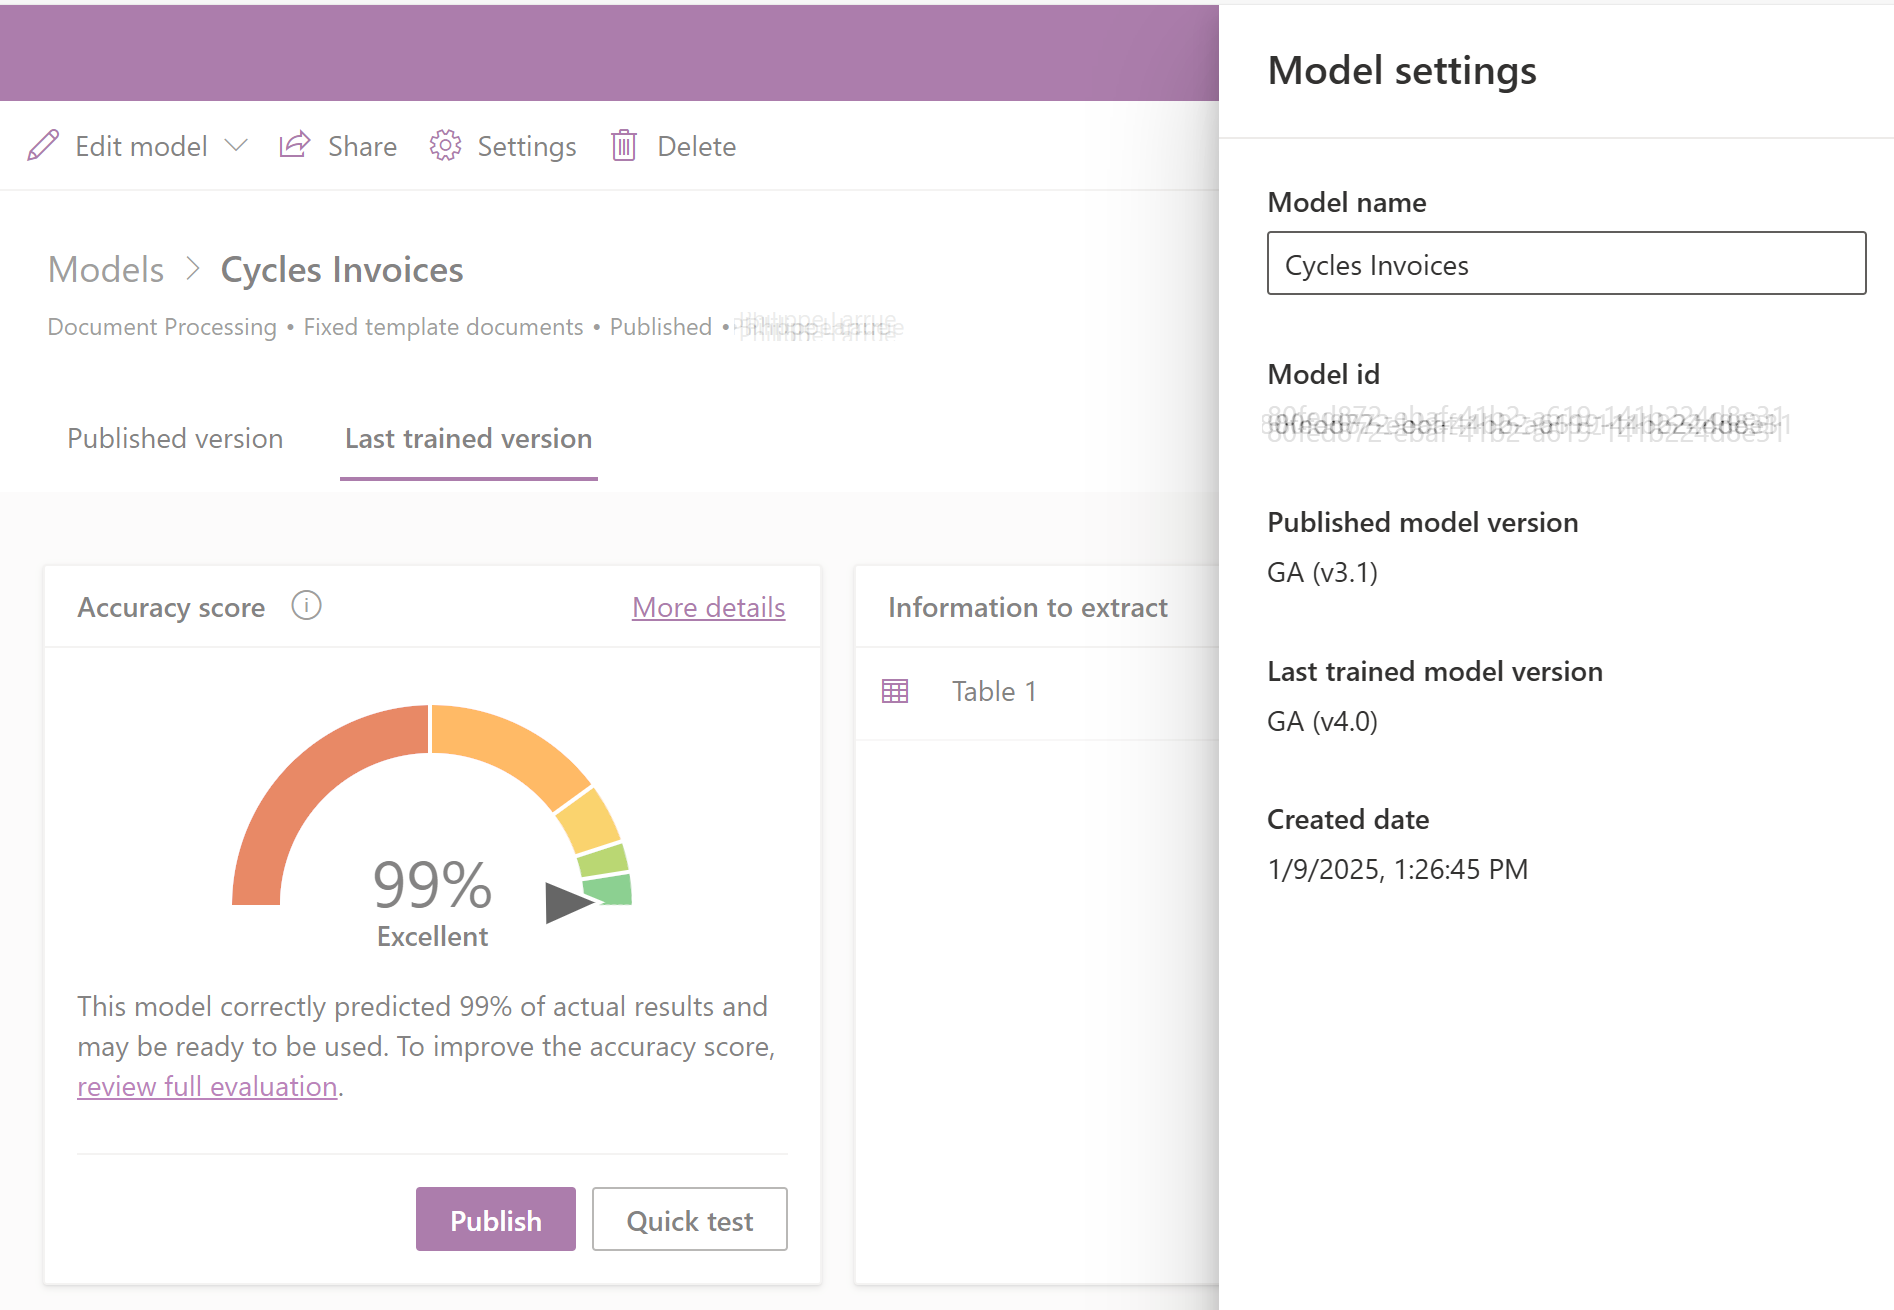 Edit model
Share
Settings
Delete
Models > Cycles Invoices
Document Processing • Fixed template documents • Published •
Published version
Last trained version
Accuracy score
More details
99%
Excellent
This model correctly predicted 99% of actual results and
may be ready to be used. To improve the accuracy score,
review full evaluation.
Publish
Quick test
Information to extract
Table 1
Model settings
Model name
Cycles Invoices
Model id
Published model version
GA (v3.1)
Last trained model version
GA (v4.0)
Created date
1/9/2025, 1:26:45 PM